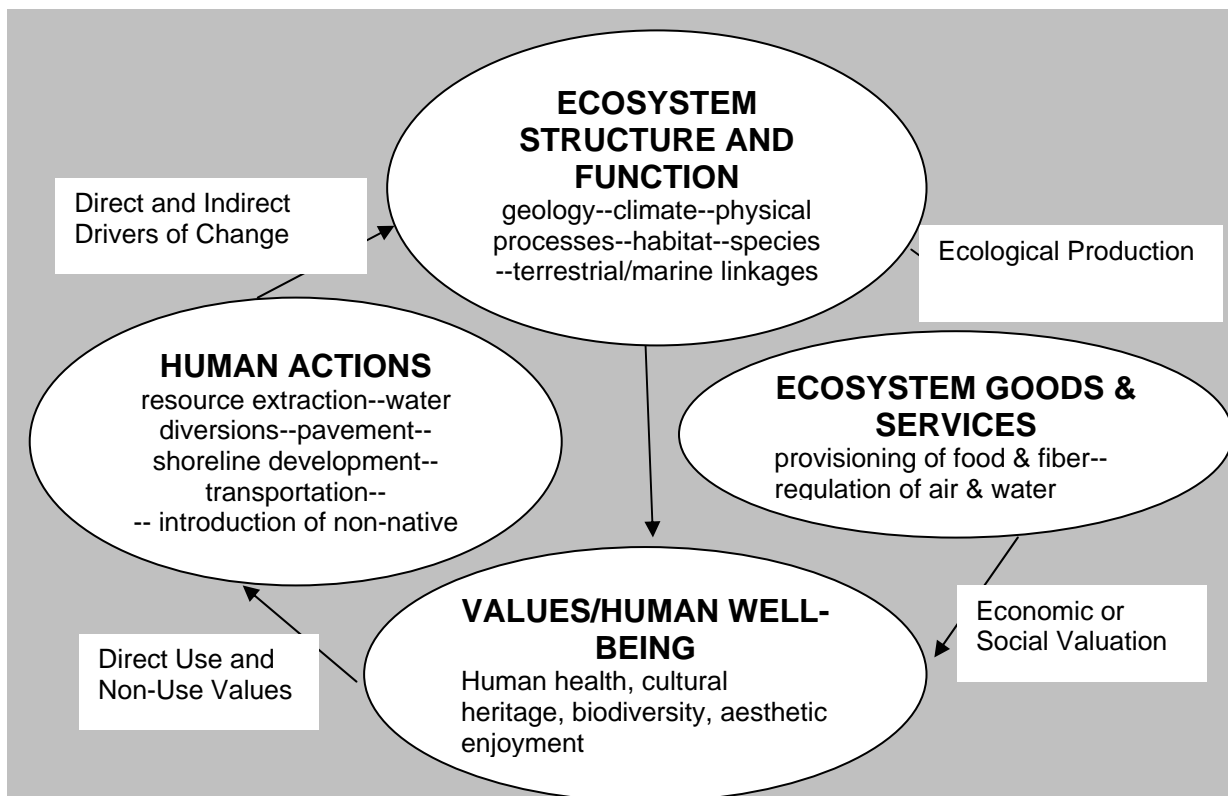 ECOSYSTEM
STRUCTURE AND
FUNCTION
geology--climate--physical
processes--habitat--species
--terrestrial/marine linkages
Direct and Indirect
Drivers of Change
Ecological Production
HUMAN ACTIONS
resource extraction--water
diversions--pavement--
shoreline development--
transportation--
-- introduction of non-native
ECOSYSTEM GOODS &
SERVICES
provisioning of food & fiber--
regulation of air & water
VALUES/HUMAN WELL-
BEING
Human health, cultural
heritage, biodiversity, aesthetic
enjoyment
Economic or
Social Valuation
Direct Use and
Non-Use Values